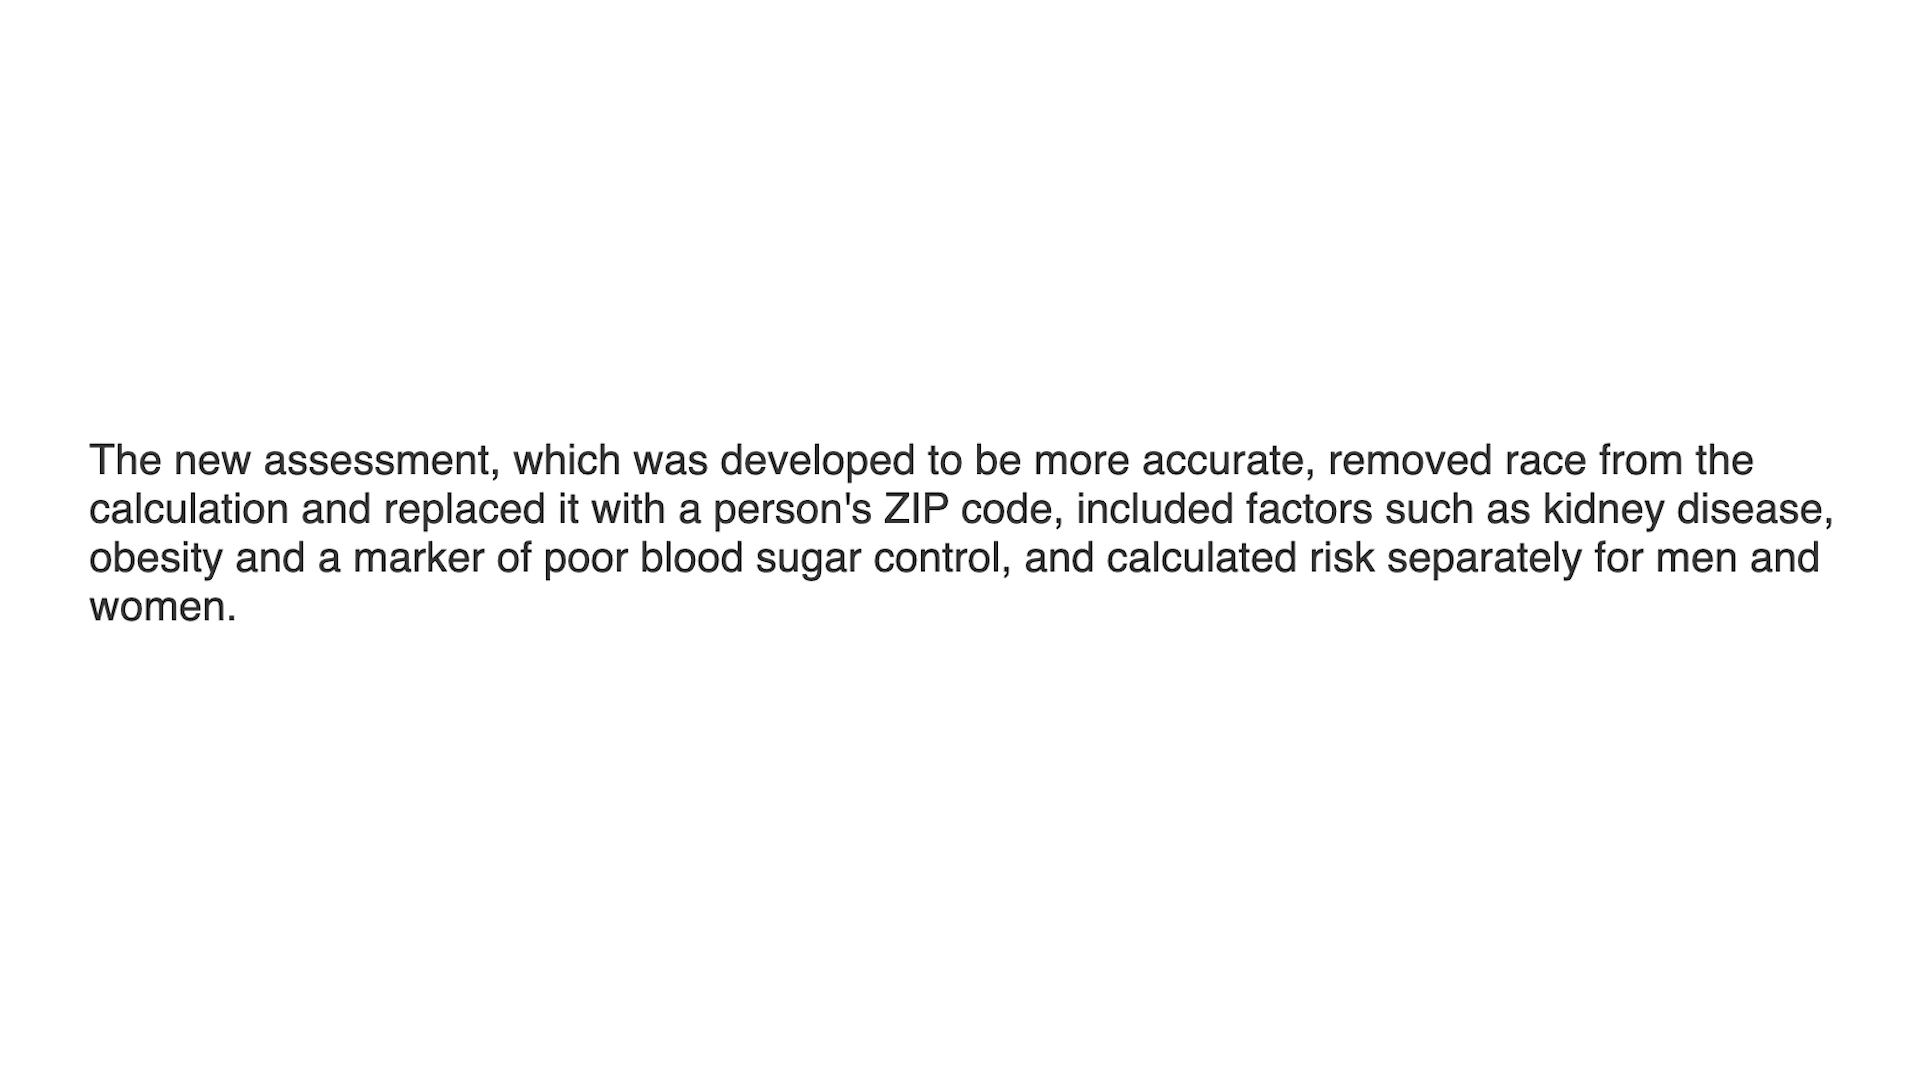 The new assessment, which was developed to be more accurate, removed race from the
calculation and replaced it with a person's ZIP code, included factors such as kidney disease,
obesity and a marker of poor blood sugar control, and calculated risk separately for men and
women.